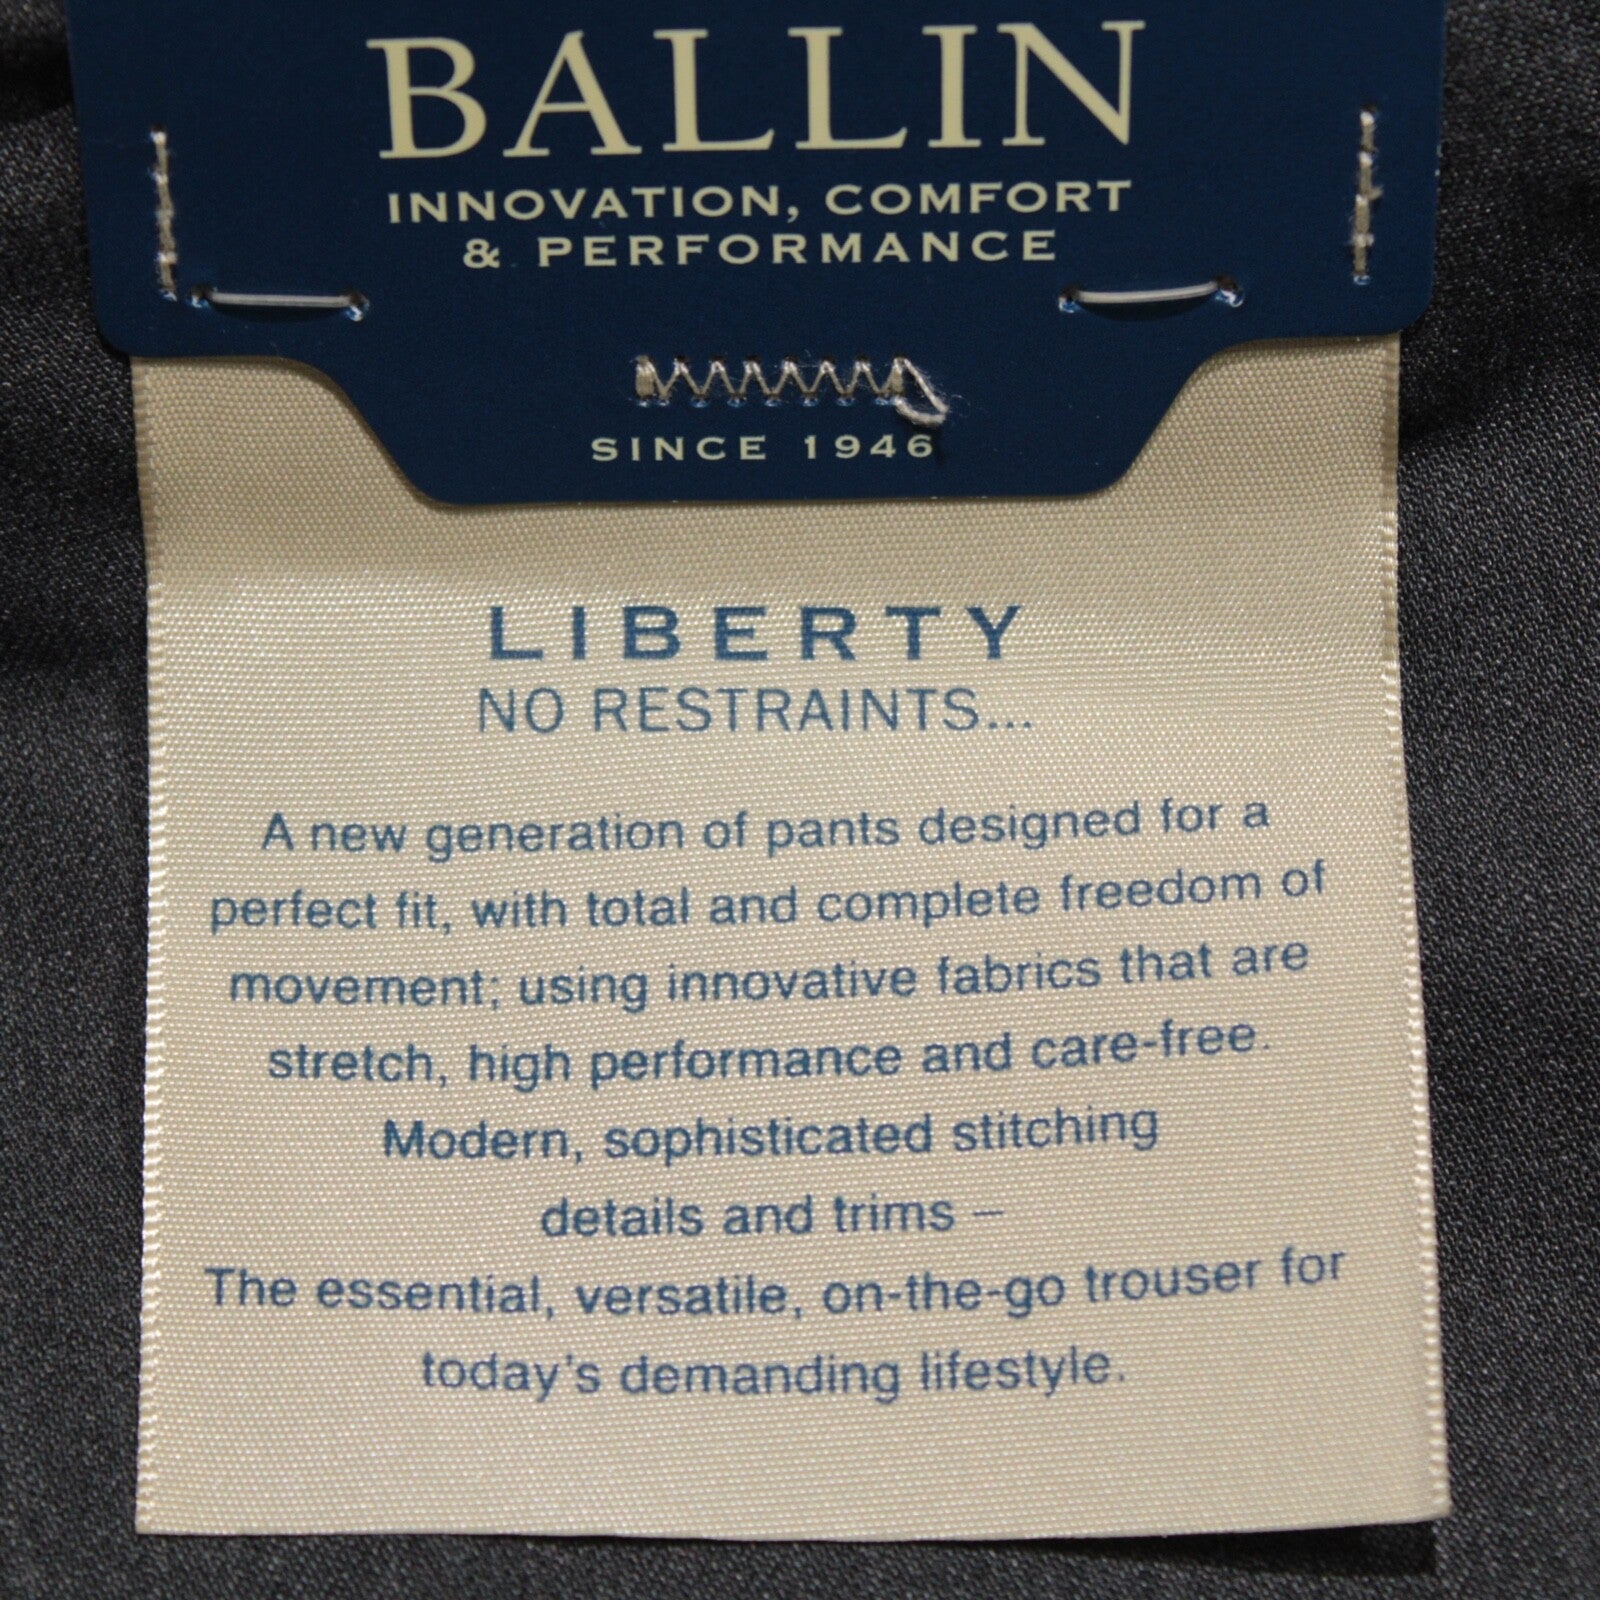 BALLIN
INNOVATION, COMFORT
& PERFORMANCE
SINCE 1946
LIBERTY
NO RESTRAINTS...
A new generation of pants designed for a
perfect fit, with total and complete freedom of
movement; using innovative fabrics that are
stretch, high performance and care-free.
Modern, sophisticated stitching
details and trims –
The essential, versatile, on-the-go trouser for
today's demanding lifestyle.